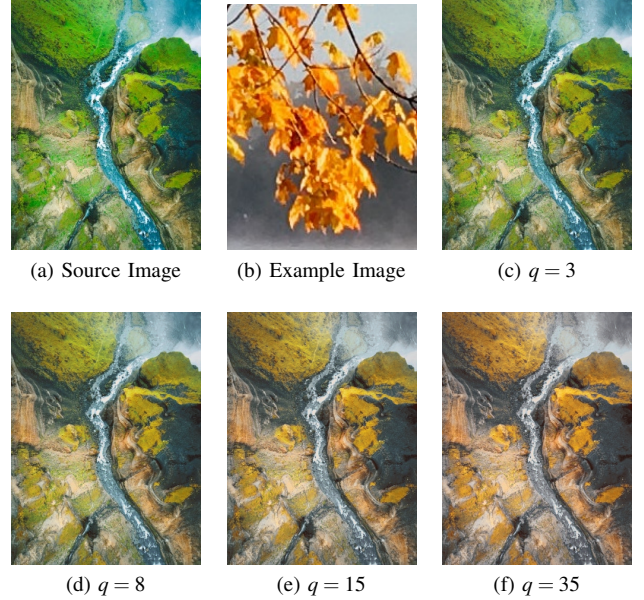 (a) Source Image
(b) Example Image
(c) q = 3
(d) q = 8
(e) q = 15
(f) q = 35